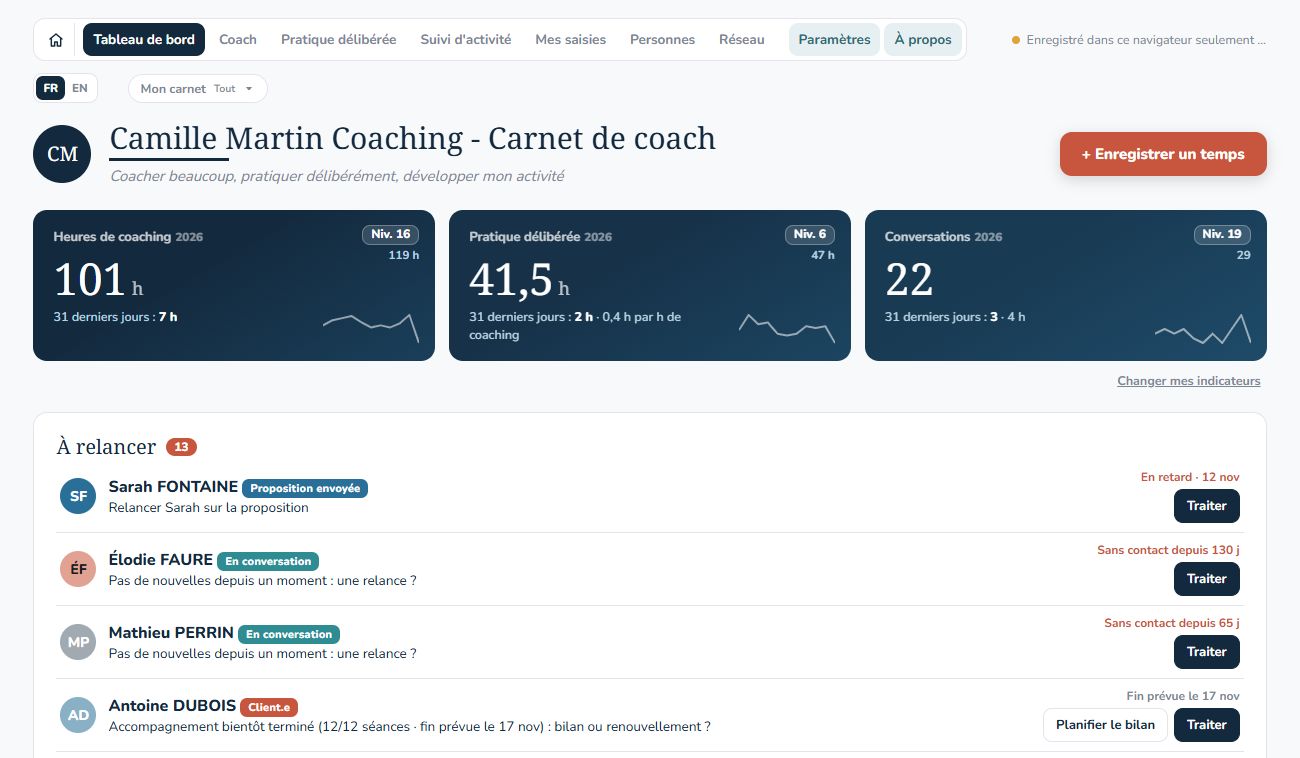 Tableau de bord Coach Pratique délibérée Suivi d'activité Mes saisies Personnes Réseau Paramètres À propos Enregistré dans ce navigateur seulement ...
FR EN Mon carnet Tout
CM
Camille Martin Coaching - Carnet de coach
Coacher beaucoup, pratiquer délibérément, développer mon activité
+ Enregistrer un temps
Heures de coaching 2026
Niv. 16
119 h
101 h
31 derniers jours : 7 h
Pratique délibérée 2026
Niv. 6
47 h
41,5 h
31 derniers jours : 2 h · 0,4 h par h de
coaching
Conversations 2026
Niv. 19
29
22
31 derniers jours : 3 · 4 h
Changer mes indicateurs
À relancer 13
SF
Sarah FONTAINE Proposition envoyée
Relancer Sarah sur la proposition
En retard · 12 nov
Traiter
ÉF
Élodie FAURE En conversation
Pas de nouvelles depuis un moment : une relance ?
Sans contact depuis 130 j
Traiter
MP
Mathieu PERRIN En conversation
Pas de nouvelles depuis un moment : une relance ?
Sans contact depuis 65 j
Traiter
AD
Antoine DUBOIS Client.e
Accompagnement bientôt terminé (12/12 séances · fin prévue le 17 nov) : bilan ou renouvellement ?
Fin prévue le 17 nov
Planifier le bilan Traiter